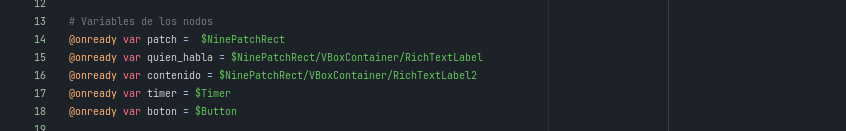 12
13 # Variables de los nodos
14 @onready var patch =  $NinePatchRect
15 @onready var quien_habla = $NinePatchRect/VBoxContainer/RichTextLabel
16 @onready var contenido = $NinePatchRect/VBoxContainer/RichTextLabel2
17 @onready var timer = $Timer
18 @onready var boton = $Button
19